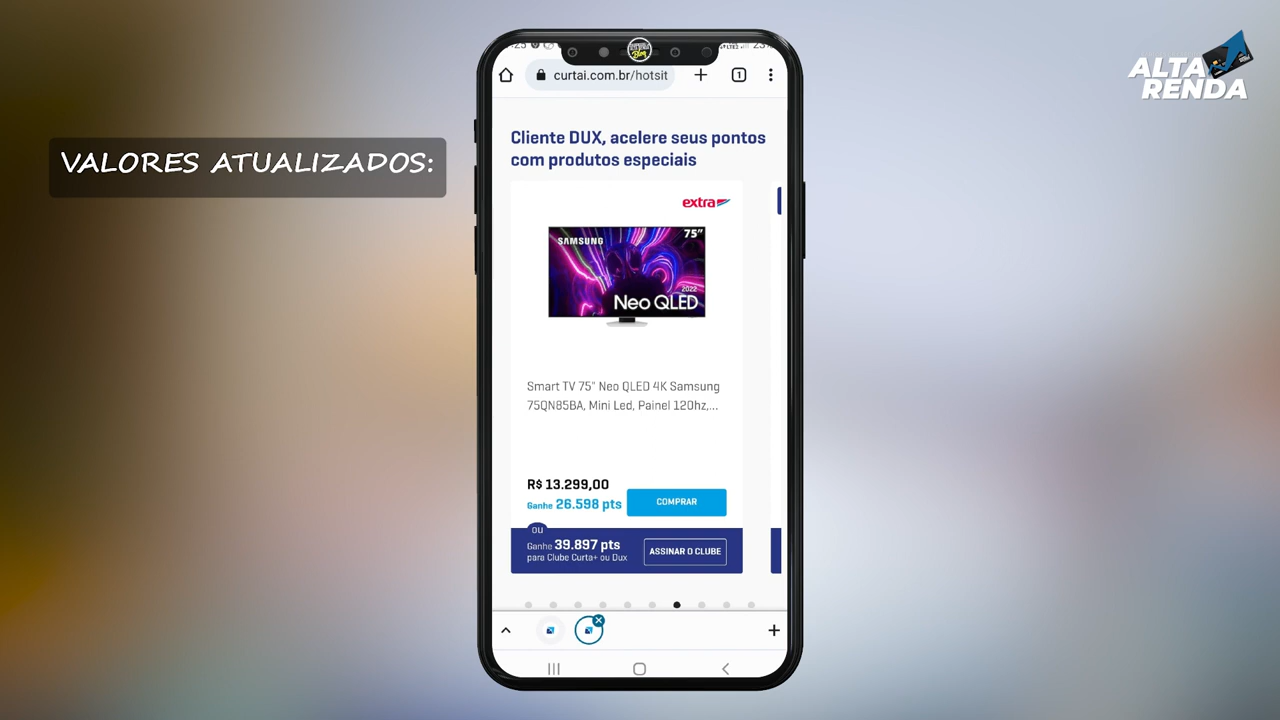 VALORES ATUALIZADOS:
ALTA
RENDA
curtai.com.br/hotsit
1
Cliente DUX, acelere seus pontos
com produtos especiais
extra
SAMSUNG
75"
2022
Neo QLED
Smart TV 75" Neo QLED 4K Samsung
75QN85BA, Mini Led, Painel 120hz,...
R$ 13.299,00
Ganhe 26.598 pts
COMPRAR
ou
Ganhe 39.897 pts
para Clube Curta+ ou Dux
ASSINAR O CLUBE